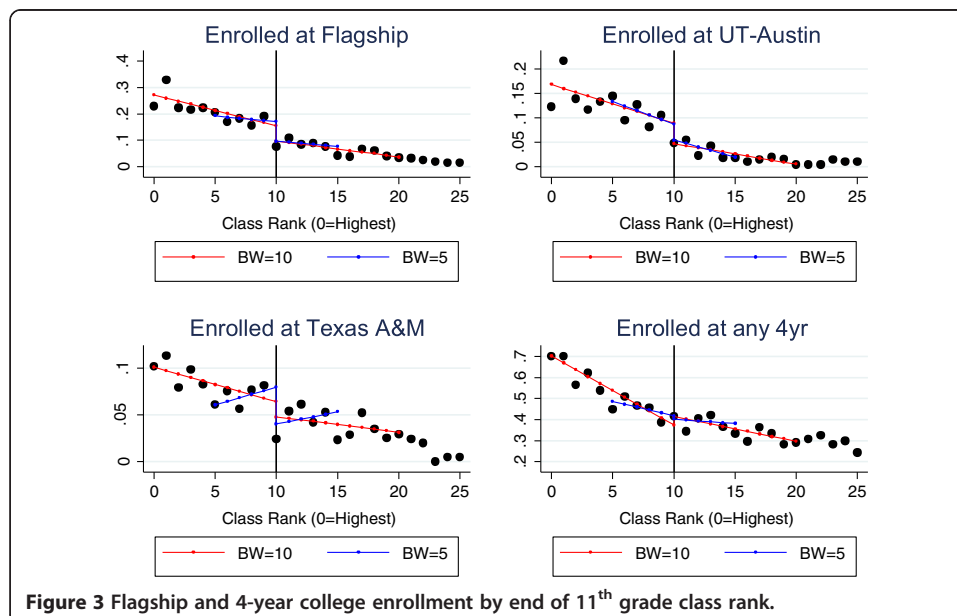 Enrolled at Flagship
.4
.3
.2
.1
0
0 5 10 15 20 25
Class Rank (0=Highest)
BW=10 BW=5
Enrolled at UT-Austin
.2
.15
.1
.05
0
0 5 10 15 20 25
Class Rank (0=Highest)
BW=10 BW=5
Enrolled at Texas A&M
.1
.05
0
0 5 10 15 20 25
Class Rank (0=Highest)
BW=10 BW=5
Enrolled at any 4yr
.7
.6
.5
.4
.3
.2
0 5 10 15 20 25
Class Rank (0=Highest)
BW=10 BW=5
Figure 3 Flagship and 4-year college enrollment by end of 11th grade class rank.